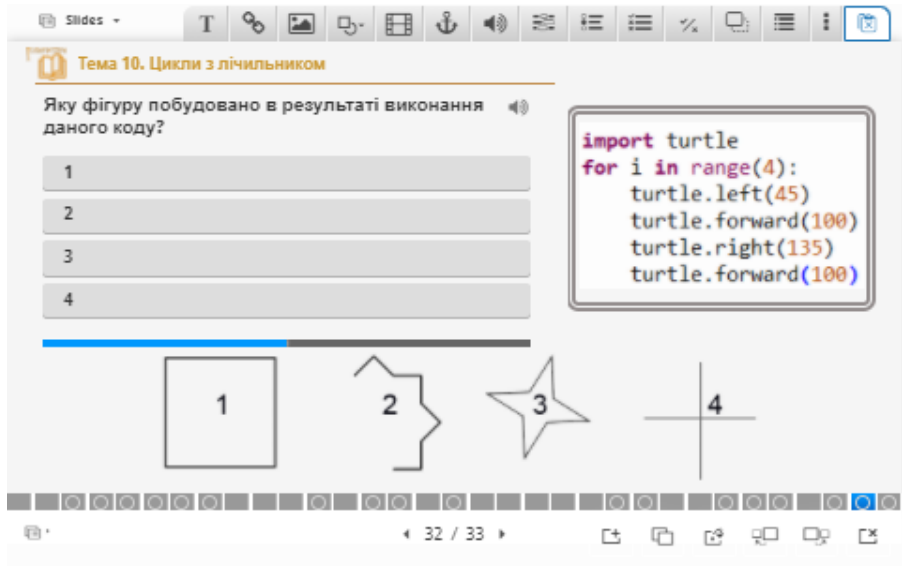 Slides
T
Тема 10. Цикли з лічильником
Яку фігуру побудовано в результаті виконання
даного коду?
1
2
3
4
import turtle
for i in range(4):
turtle.left(45)
turtle.forward(100)
turtle.right(135)
turtle.forward(100)
1
2
3
4
32 / 33